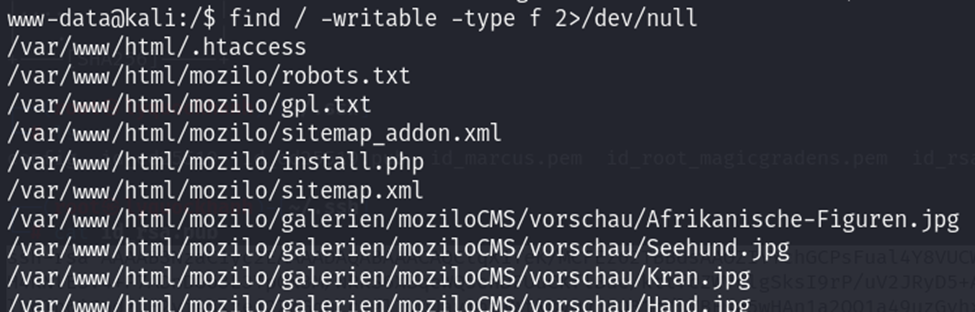 www-data@kali:/$ find / -writable -type f 2>/dev/null
/var/www/html/.htaccess
/var/www/html/mozilo/robots.txt
/var/www/html/mozilo/gpl.txt
/var/www/html/mozilo/sitemap_addon.xml
/var/www/html/mozilo/install.php id_marcus.pem id_root_magicgradens.pem
/var/www/html/mozilo/sitemap.xml
/var/www/html/galerien/moziloCMS/vorschau/Afrikanische-Figuren.jpg
/var/www/html/galerien/moziloCMS/vorschau/Seehund.jpg
/var/www/html/galerien/moziloCMS/vorschau/Kran.jpg
/var/www/html/galerien/moziloCMS/vorschau/Hand.jpg